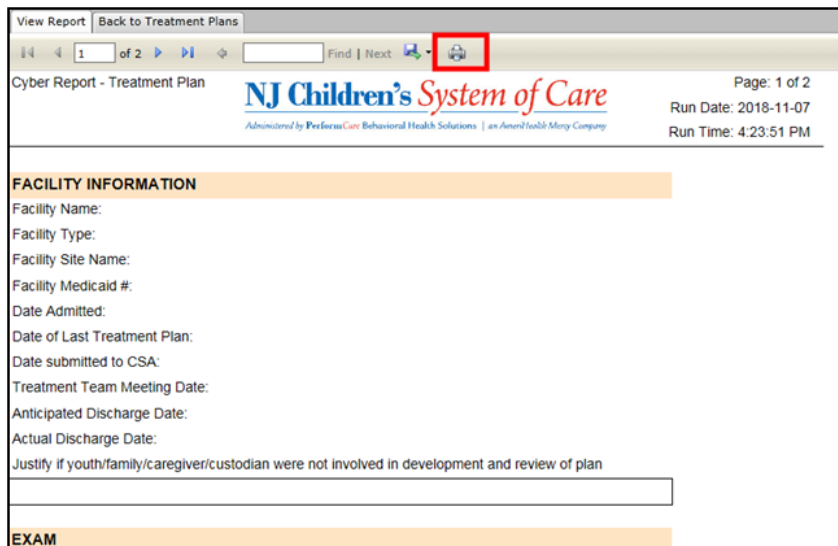 View Report Back to Treatment Plans
1 of 2 Find | Next
Cyber Report - Treatment Plan
NJ Children's System of Care
Administered by PerformCare Behavioral Health Solutions | an AmeriHealth Mercy Company
Page: 1 of 2
Run Date: 2018-11-07
Run Time: 4:23:51 PM
FACILITY INFORMATION
Facility Name:
Facility Type:
Facility Site Name:
Facility Medicaid #:
Date Admitted:
Date of Last Treatment Plan:
Date submitted to CSA:
Treatment Team Meeting Date:
Anticipated Discharge Date:
Actual Discharge Date:
Justify if youth/family/caregiver/custodian were not involved in development and review of plan
EXAM